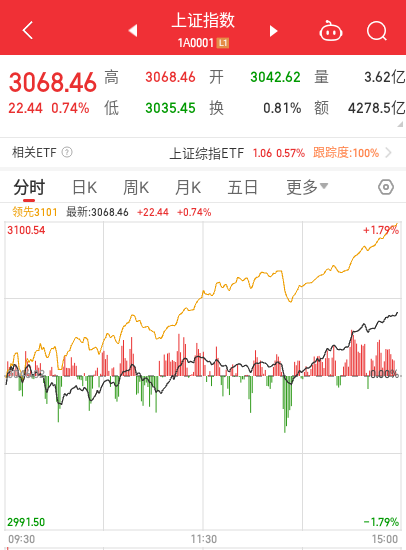 上证指数
1A0001 L1
3068.46 高 3068.46 开 3042.62 量 3.62亿
22.44 0.74% 低 3035.45 换 0.81% 额 4278.5亿
相关ETF ? 上证综指ETF 1.06 0.57% 跟踪度:100%
分时 日K 周K 月K 五日 更多
领先3101 最新:3068.46 +22.44 +0.74%
3100.54 +1.79%
0.00%
2991.50 -1.79%
09:30 11:30 15:00